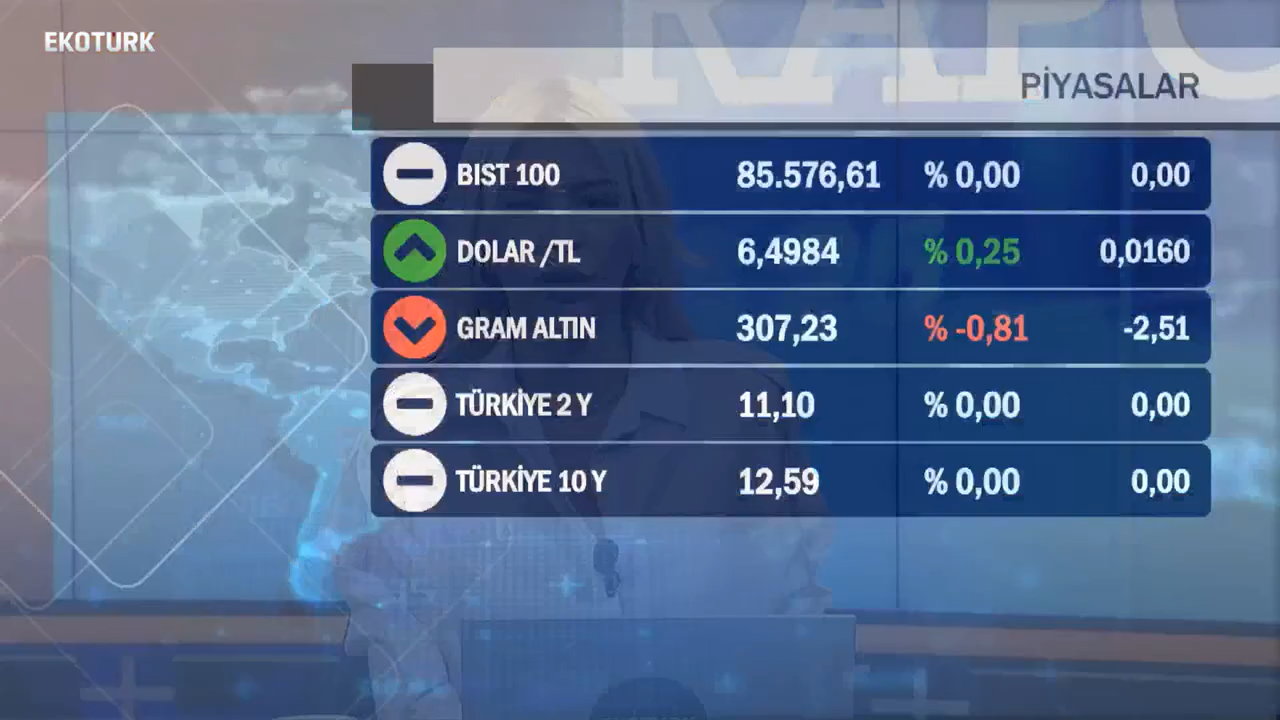 EKOTÜRK
PİYASALAR
BIST 100 85.576,61 % 0,00 0,00
DOLAR /TL 6,4984 % 0,25 0,0160
GRAM ALTIN 307,23 % -0,81 -2,51
TÜRKİYE 2 Y 11,10 % 0,00 0,00
TÜRKİYE 10 Y 12,59 % 0,00 0,00